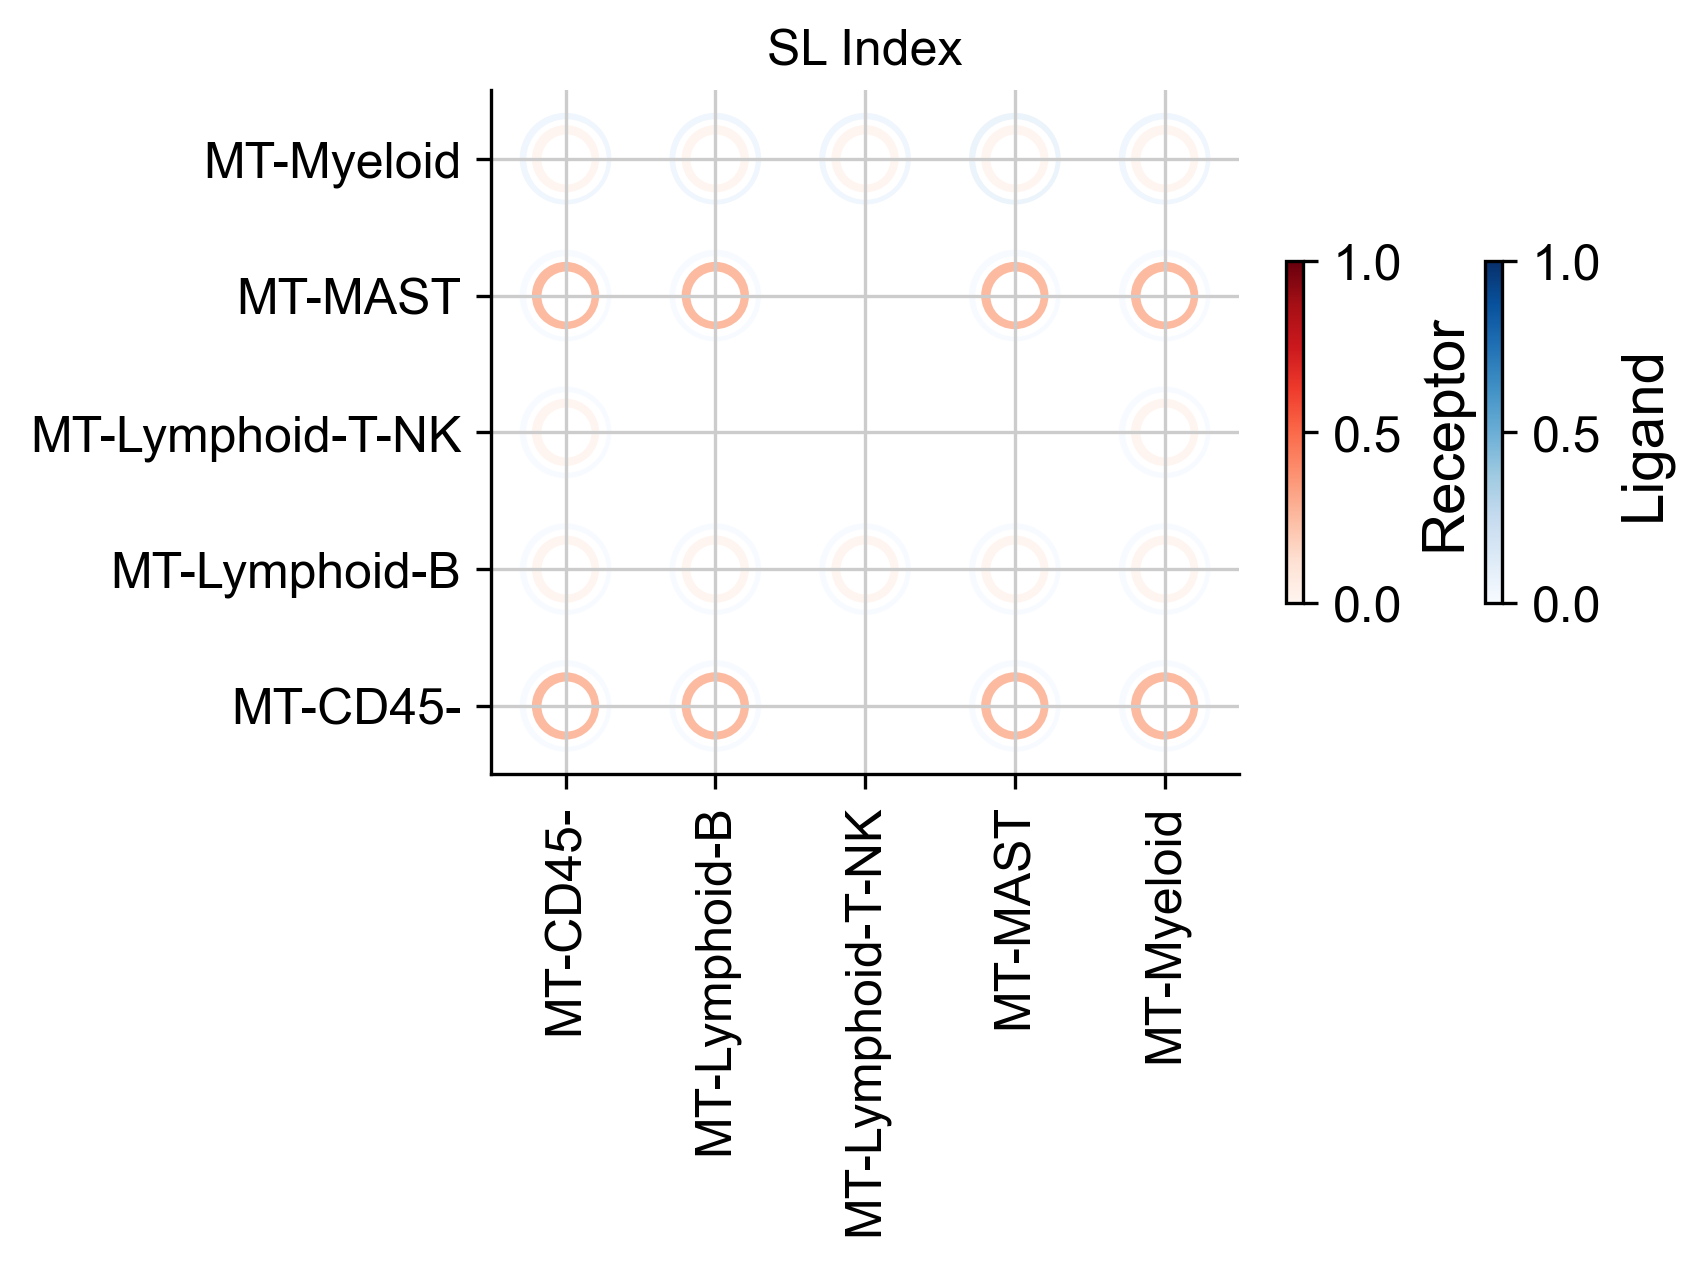 SL Index
MT-Myeloid
MT-MAST
MT-Lymphoid-T-NK
MT-Lymphoid-B
MT-CD45-
MT-CD45-
MT-Lymphoid-B
MT-Lymphoid-T-NK
MT-MAST
MT-Myeloid
1.0
0.5
0.0
Receptor
1.0
0.5
0.0
Ligand